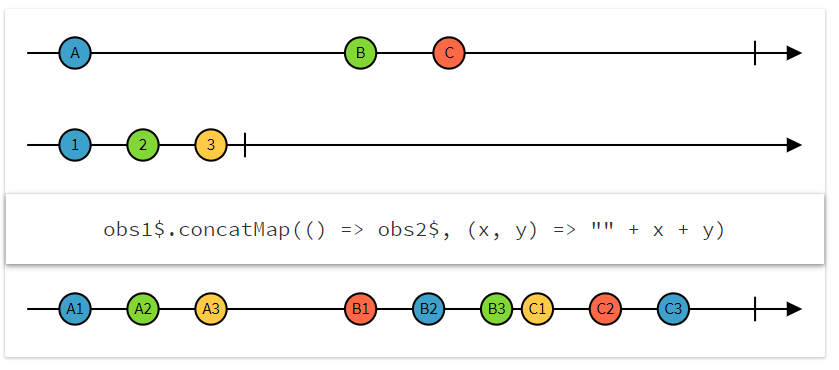 A B C
1 2 3
obs1$.concatMap(() => obs2$, (x, y) => "" + x + y)
A1 A2 A3 B1 B2 B3 C1 C2 C3